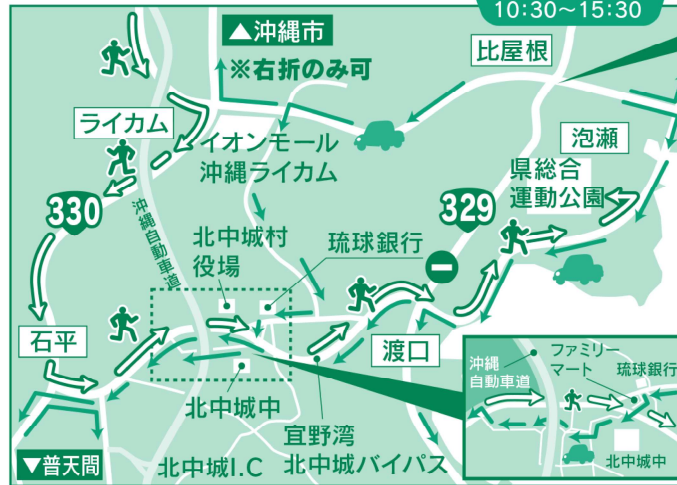 10:30～15:30
▲沖縄市
※右折のみ可
比屋根
ライカム
イオンモール
沖縄ライカム
泡瀬
県総合
運動公園
330
329
沖縄自動車道
北中城村
役場
琉球銀行
石平
渡口
北中城中
宜野湾
北中城バイパス
北中城I.C
▼普天間
沖縄
自動車道
ファミリー
マート
琉球銀行
北中城中